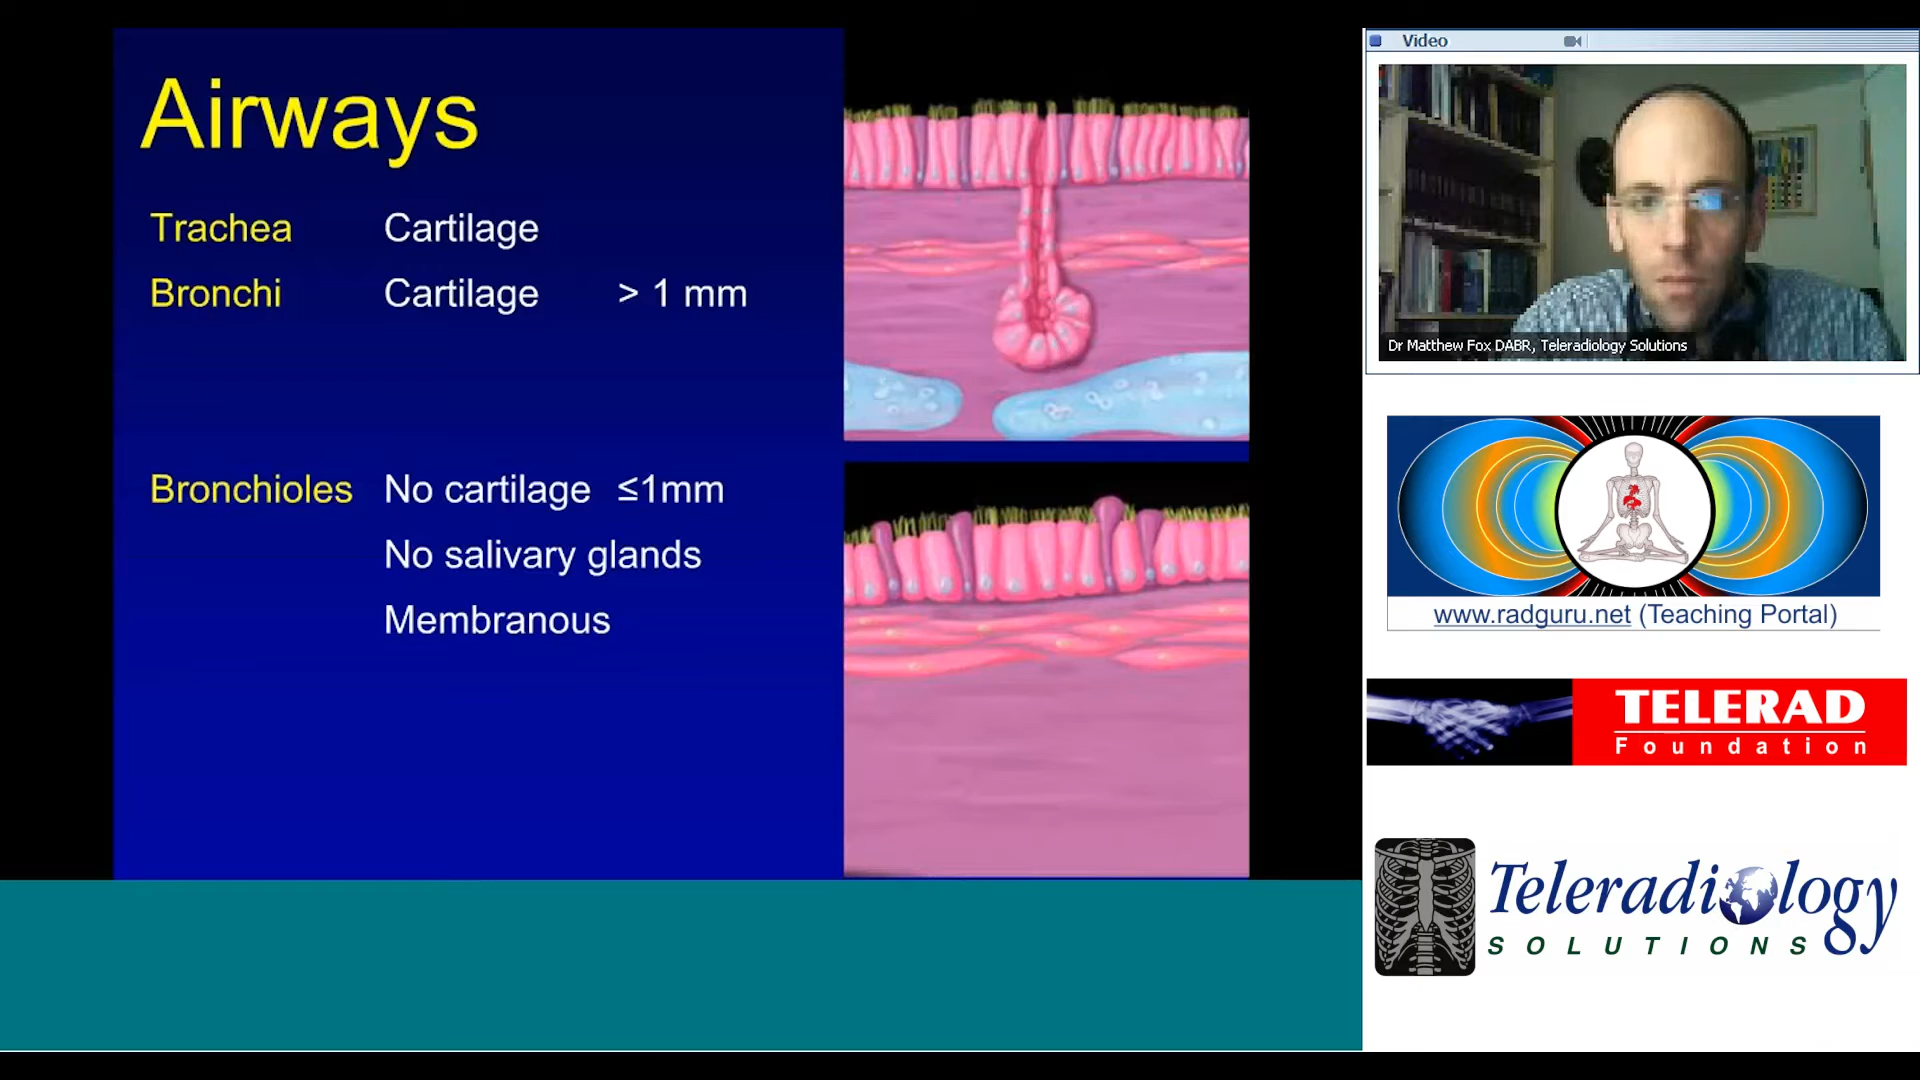 Airways
Trachea Cartilage
Bronchi Cartilage > 1 mm
Bronchioles No cartilage ≤1mm
No salivary glands
Membranous
Video
Dr Matthew Fox DABR, Teleradiology Solutions
www.radguru.net (Teaching Portal)
TELERAD
Foundation
Teleradiology
SOLUTIONS